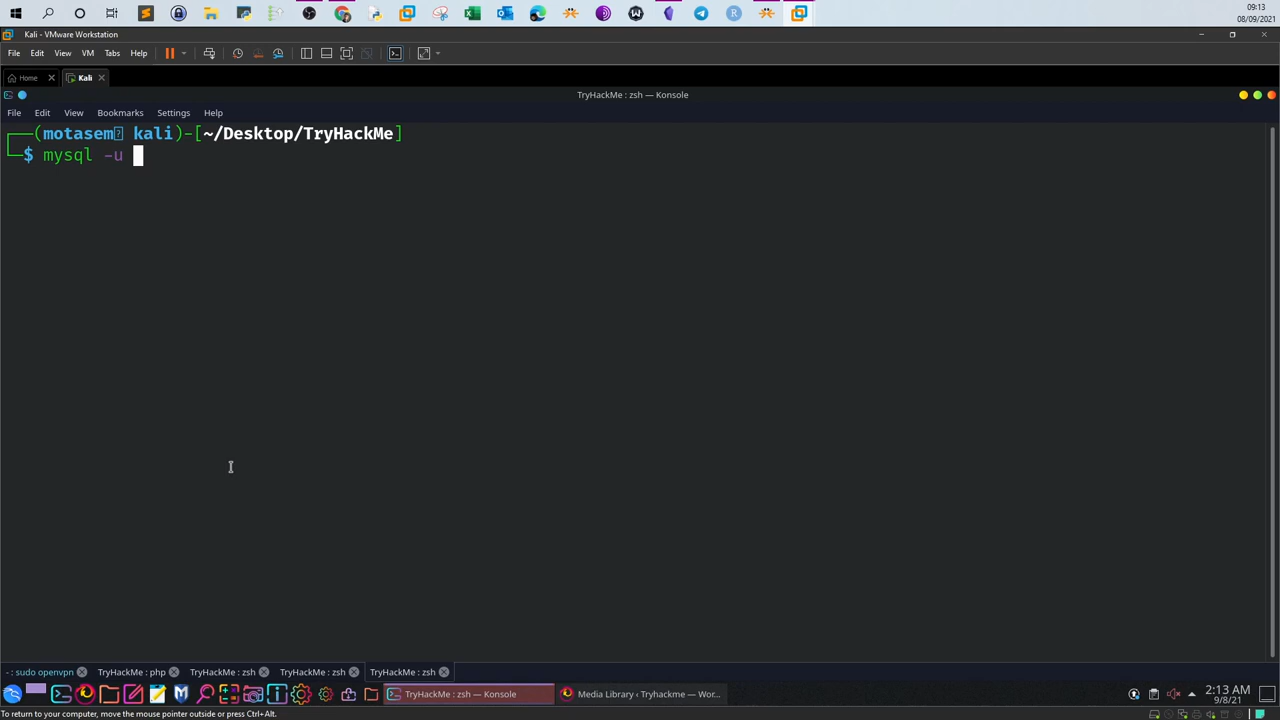 09:13
08/09/2021
Kali - VMware Workstation
File Edit View VM Tabs Help
Home Kali
TryHackMe : zsh — Konsole
File Edit View Bookmarks Settings Help
┌──(motasem kali)-[~/Desktop/TryHackMe]
└─$ mysql -u
- : sudo openvpn TryHackMe : php TryHackMe : zsh TryHackMe : zsh TryHackMe : zsh
TryHackMe : zsh — Konsole Media Library ‹ Tryhackme — Wor... 2:13 AM
9/8/21
To return to your computer, move the mouse pointer outside or press Ctrl+Alt.